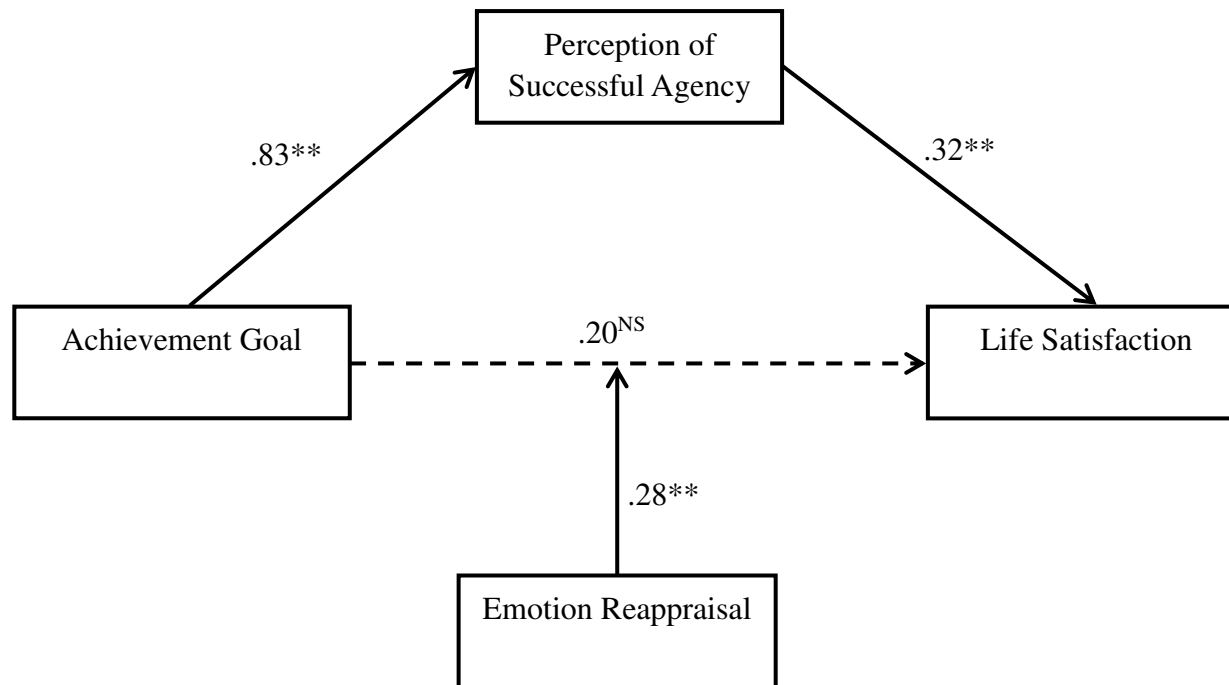 Perception of
Successful Agency
.83**
.32**
Achievement Goal
.20NS
Life Satisfaction
.28**
Emotion Reappraisal